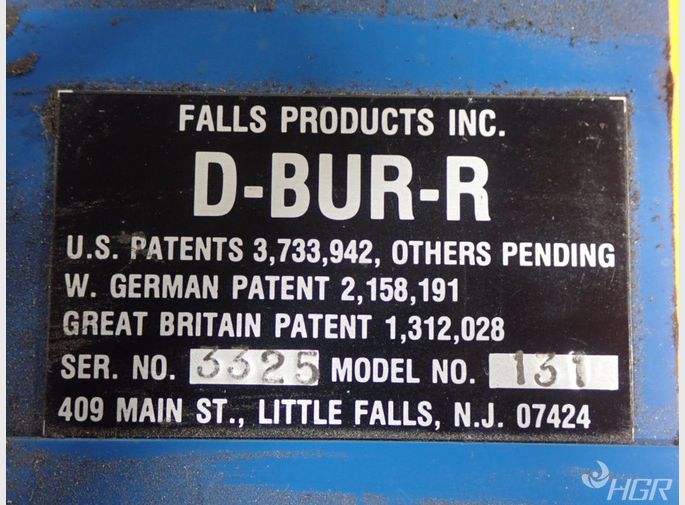 FALLS PRODUCTS INC.
D-BUR-R
U.S. PATENTS 3,733,942, OTHERS PENDING
W. GERMAN PATENT 2,158,191
GREAT BRITAIN PATENT 1,312,028
SER. NO. 3325 MODEL NO. 131
409 MAIN ST., LITTLE FALLS, N.J. 07424
HGR